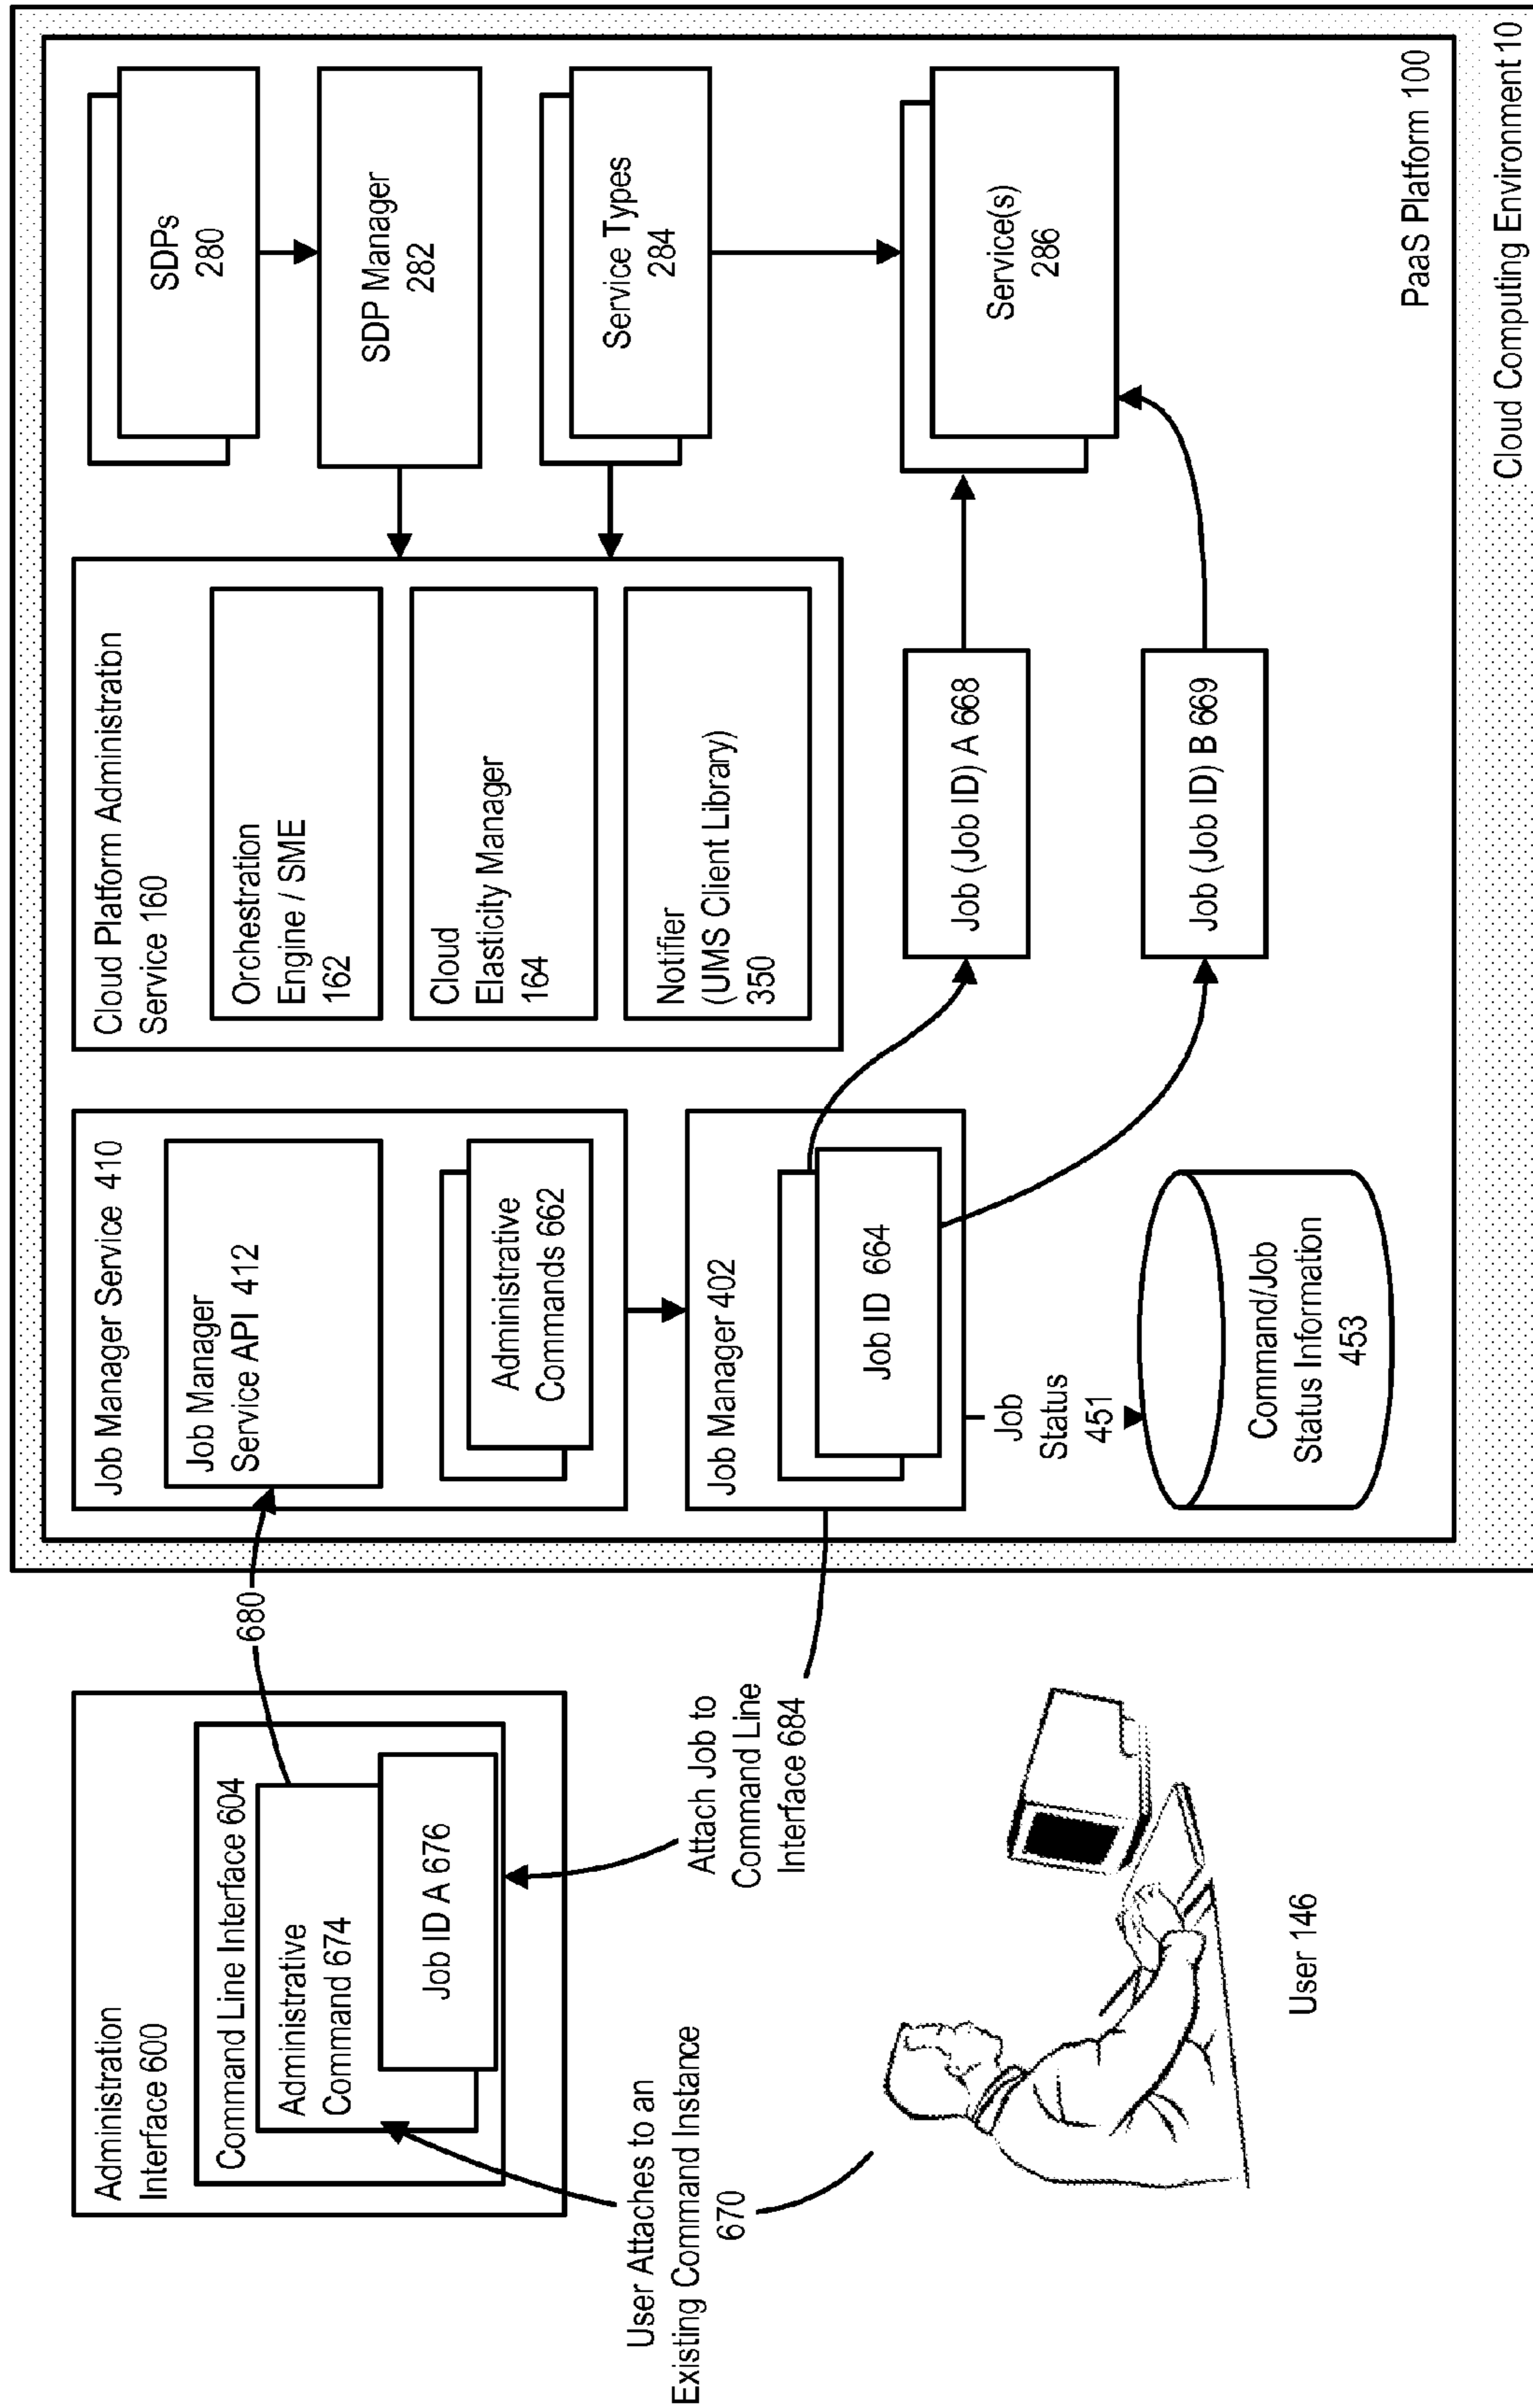 Administration
Interface 600
Command Line Interface 604
Administrative
Command 674
Job ID A 676
680
User Attaches to an
Existing Command Instance
670
Attach Job to
Command Line
Interface 684
User 146
Job Manager Service 410
Job Manager
Service API 412
Administrative
Commands 662
Job Manager 402
Job ID 664
Job
Status
451
Command/Job
Status Information
453
Cloud Platform Administration
Service 160
Orchestration
Engine / SME
162
Cloud
Elasticity Manager
164
Notifier
(UMS Client Library)
350
Job (Job ID) A 668
Job (Job ID) B 669
SDPs
280
SDP Manager
282
Service Types
284
Service(s)
286
PaaS Platform 100
Cloud Computing Environment 10